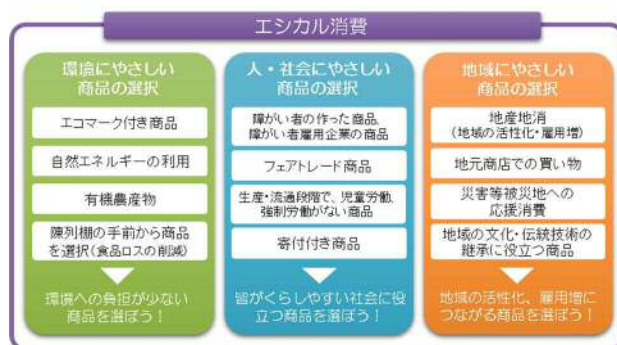 エシカル消費
環境にやさしい
商品の選択
エコマーク付き商品
自然エネルギーの利用
有機農産物
陳列棚の手前から商品
を選択(食品ロスの削減)
環境への負担が少ない
商品を選ぼう！
人・社会にやさしい
商品の選択
障がい者の作った商品、
障がい者雇用企業の商品
フェアトレード商品
生産・流通段階で、児童労働、
強制労働がない商品
寄付付き商品
皆がくらしやすい社会に役
立つ商品を選ぼう！
地域にやさしい
商品の選択
地産地消
(地域の活性化・雇用増)
地元商店での買い物
災害等被災地への
応援消費
地域の文化・伝統技術の
継承に役立つ商品
地域の活性化、雇用増に
つながる商品を選ぼう！